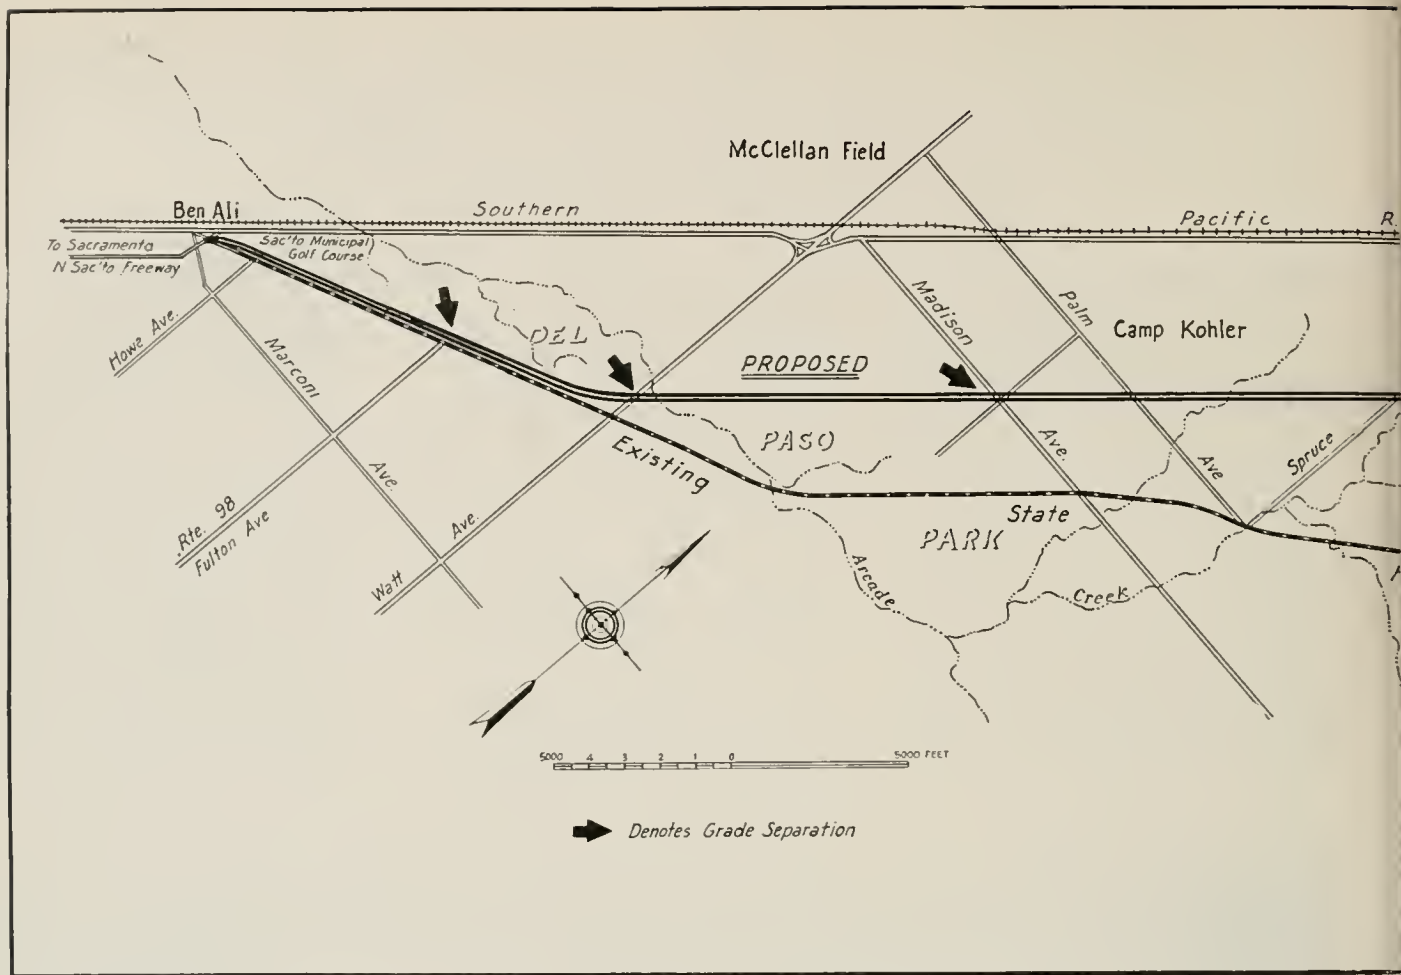 McClellan Field
Ben Ali
Southern
Pacific
R.
To Sacramento
N Sac'to Freeway
Sac'to Municipal
Golf Course
Howe Ave.
Marconi
Ave.
DEL
PROPOSED
Madison
Ave.
Palm
Ave
Camp Kohler
PASO
Existing
State
PARK
Spruce
Rte. 98
Fulton Ave
Watt
Ave.
Arcade
Creek
5000 4 3 2 1 0 5000 FEET
Denotes Grade Separation